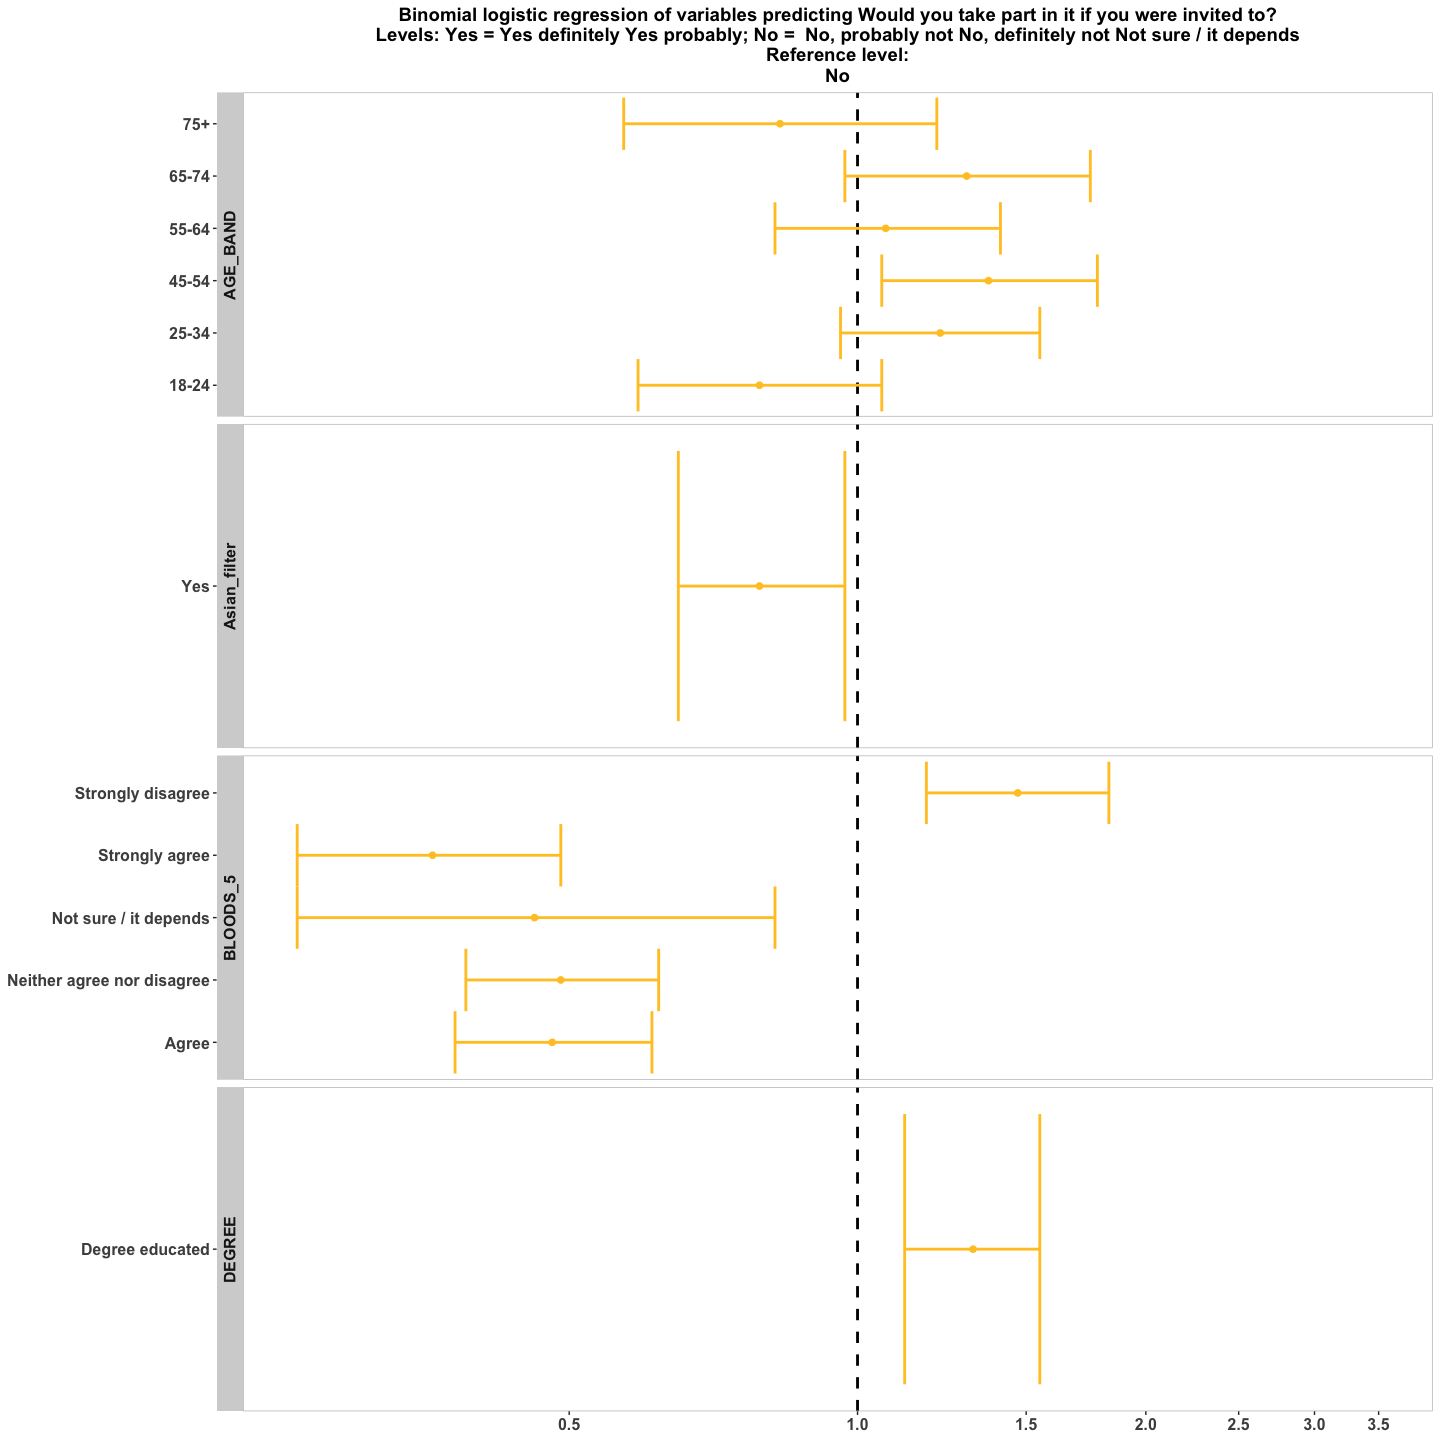 Binomial logistic regression of variables predicting Would you take part in it if you were invited to?
Levels: Yes = Yes definitely Yes probably; No =  No, probably not No, definitely not Not sure / it depends
Reference level:
No
AGE_BAND
75+
65-74
55-64
45-54
25-34
18-24
Asian_filter
Yes
BLOODS_5
Strongly disagree
Strongly agree
Not sure / it depends
Neither agree nor disagree
Agree
DEGREE
Degree educated
0.5 1.0 1.5 2.0 2.5 3.0 3.5